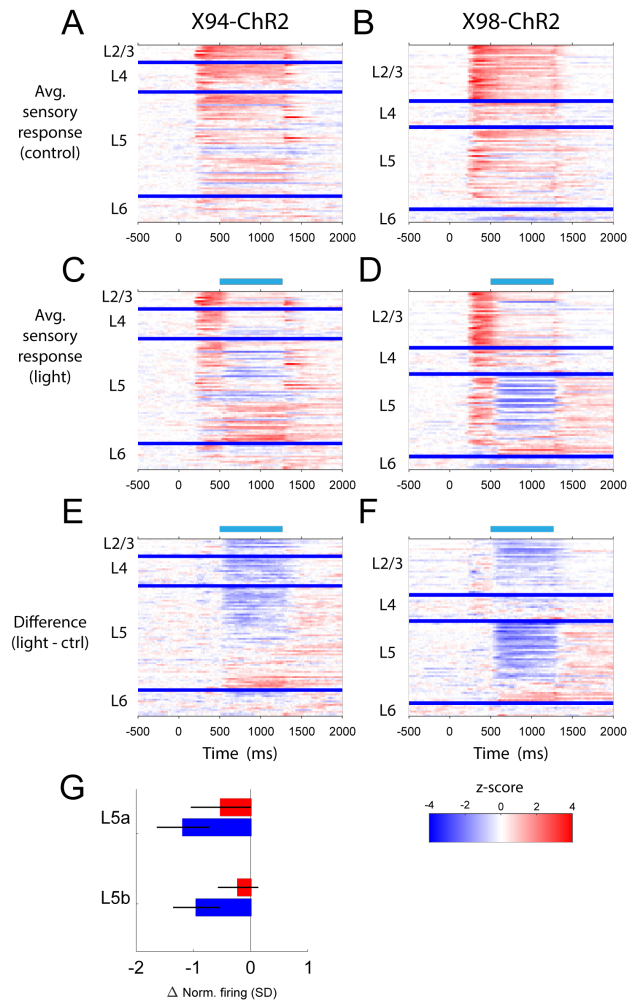 A
X94-ChR2
B
X98-ChR2
Avg.
sensory
response
(control)
L2/3
L4
L5
L6
-500 0 500 1000 1500 2000
L2/3
L4
L5
L6
-500 0 500 1000 1500 2000
C
D
Avg.
sensory
response
(light)
L2/3
L4
L5
L6
-500 0 500 1000 1500 2000
L2/3
L4
L5
L6
-500 0 500 1000 1500 2000
E
F
Difference
(light - ctrl)
L2/3
L4
L5
L6
-500 0 500 1000 1500 2000
Time (ms)
L2/3
L4
L5
L6
-500 0 500 1000 1500 2000
Time (ms)
G
L5a
L5b
-2 -1 0 1
Δ Norm. firing (SD)
z-score
-4 -2 0 2 4